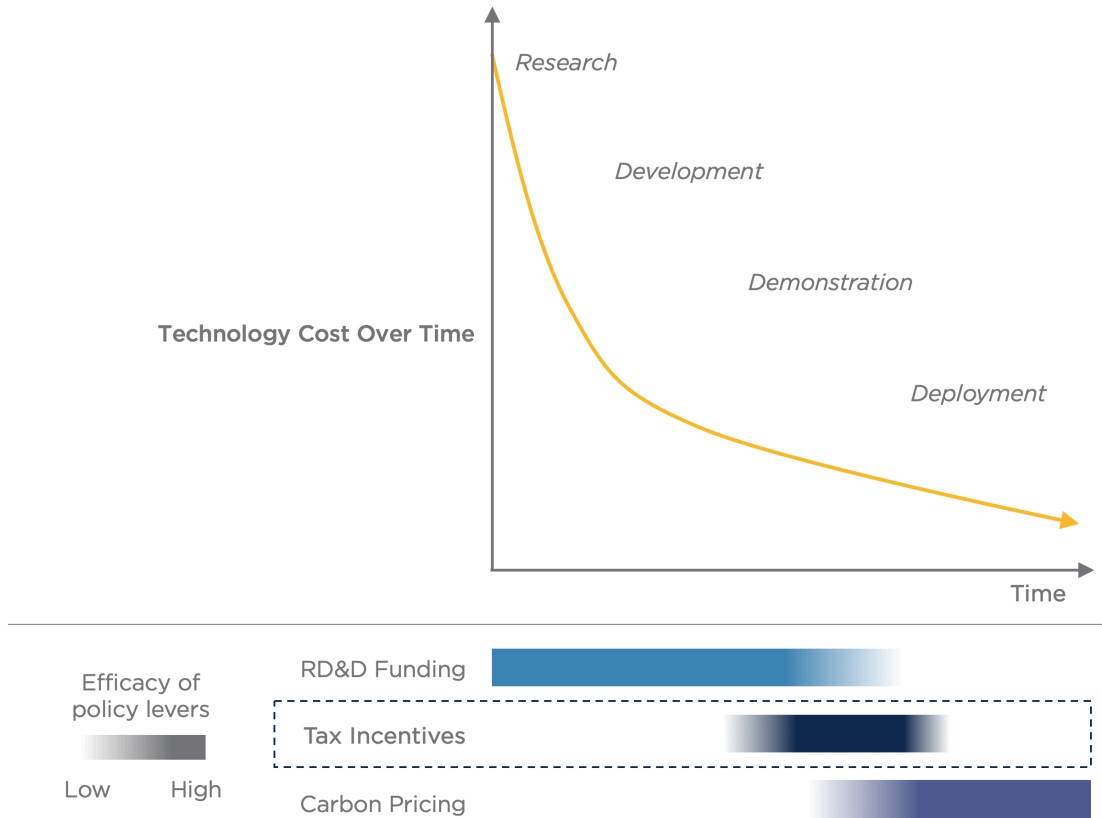 Research
Development
Demonstration
Technology Cost Over Time
Deployment
Time
RD&D Funding
Efficacy of
policy levers
Tax Incentives
Low
High
Carbon Pricing